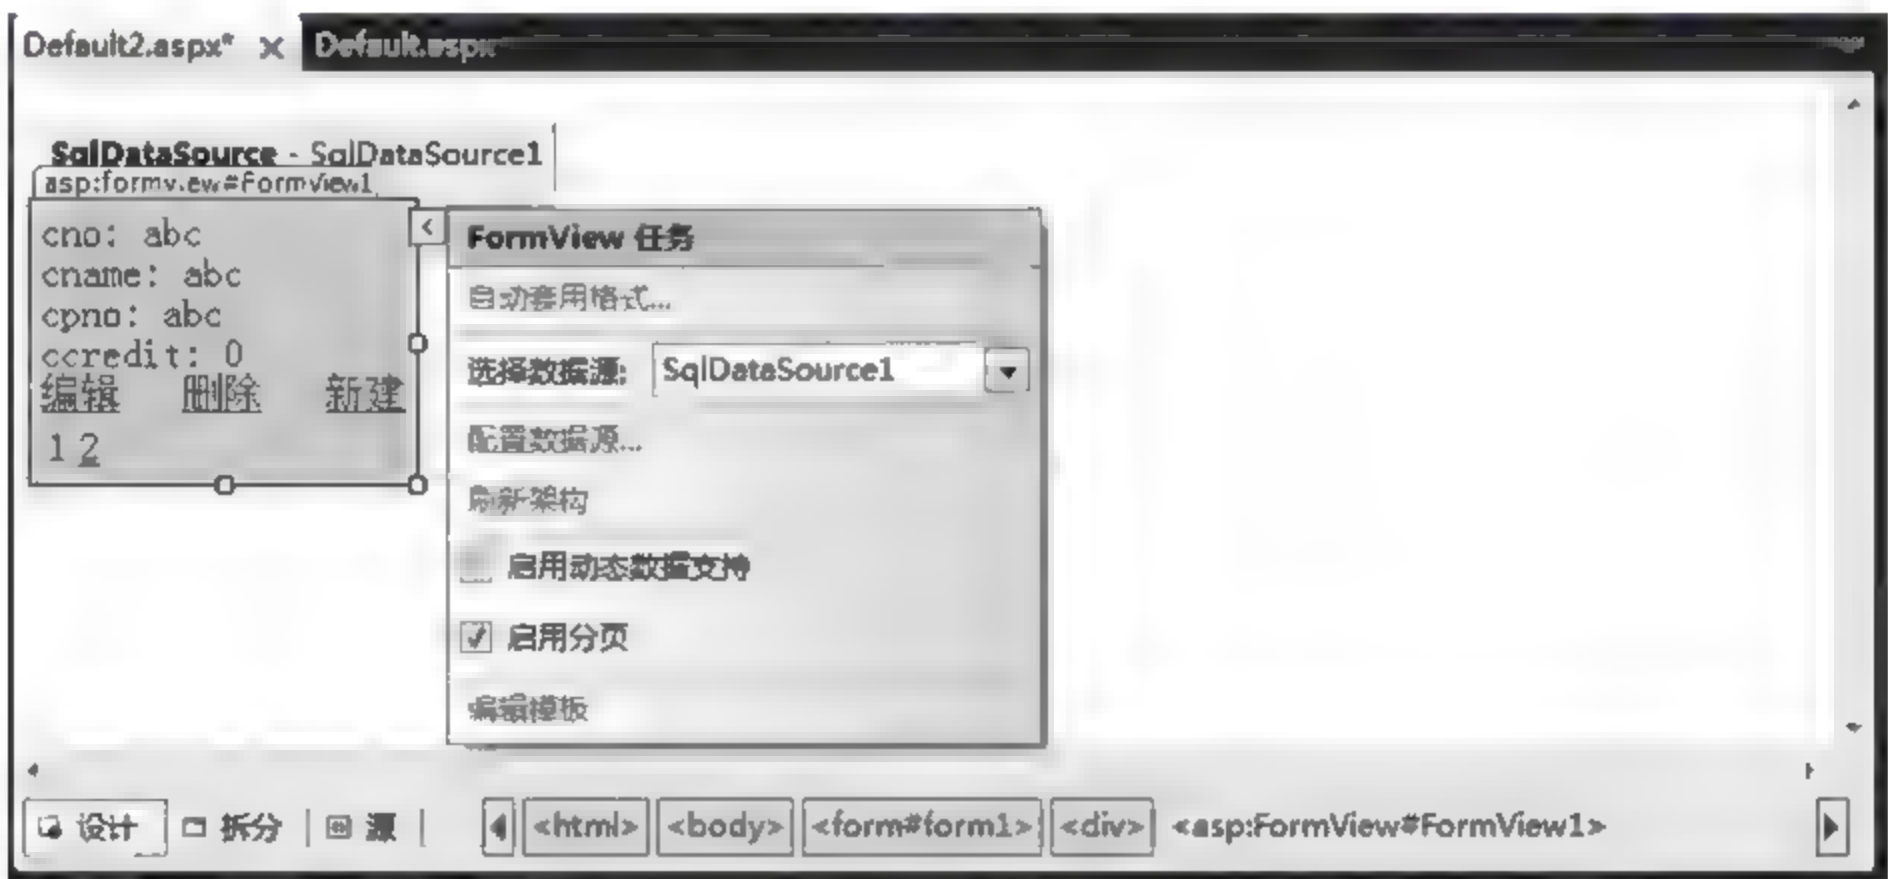 Default2.aspx* Default.aspx*
SqlDataSource - SqlDataSource1
asp:formview#FormView1
cno: abc
cname: abc
cpno: abc
ccredit: 0
编辑 删除 新建
1 2
FormView 任务
自动套用格式...
选择数据源: SqlDataSource1
配置数据源...
刷新架构
启用动态数据支持
启用分页
编辑模板
设计 拆分 源 <html> <body> <form#form1> <div> <asp:FormView#FormView1>